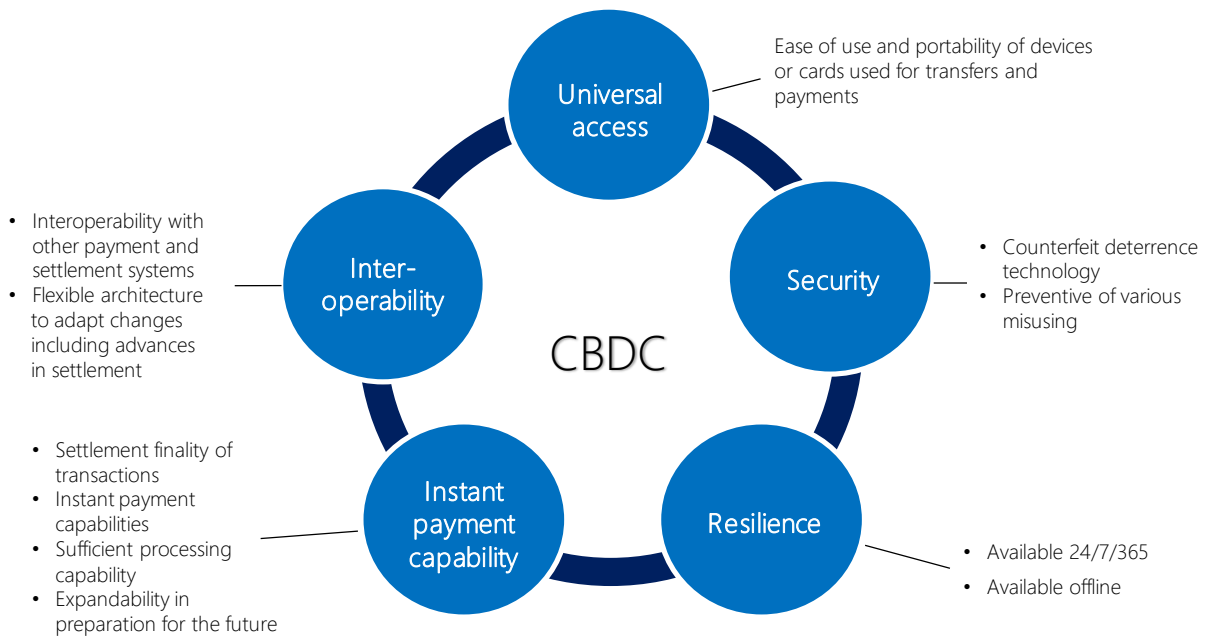 Universal
access
Ease of use and portability of devices
or cards used for transfers and
payments
Security
• Counterfeit deterrence
technology
• Preventive of various
misusing
Resilience
• Available 24/7/365
• Available offline
Instant
payment
capability
• Settlement finality of
transactions
• Instant payment
capabilities
• Sufficient processing
capability
• Expandability in
preparation for the future
Inter-
operability
• Interoperability with
other payment and
settlement systems
• Flexible architecture
to adapt changes
including advances
in settlement
CBDC